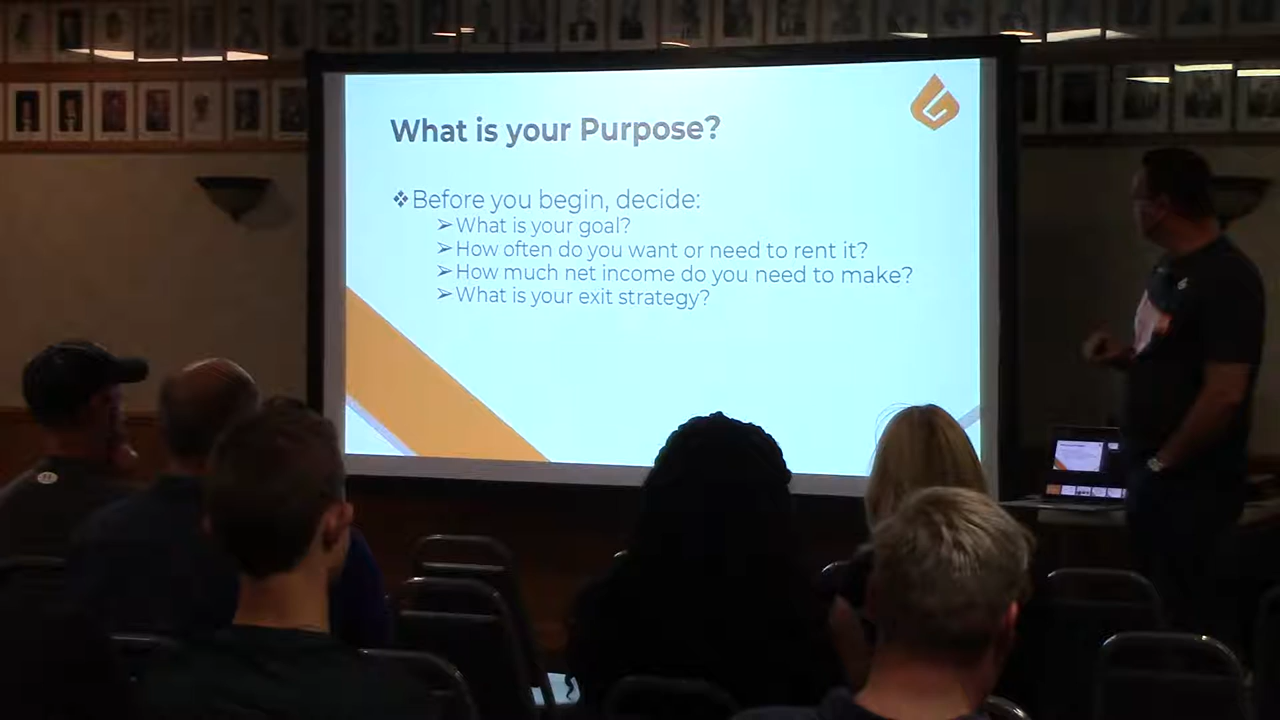 What is your Purpose?
❖Before you begin, decide:
➢What is your goal?
➢How often do you want or need to rent it?
➢How much net income do you need to make?
➢What is your exit strategy?